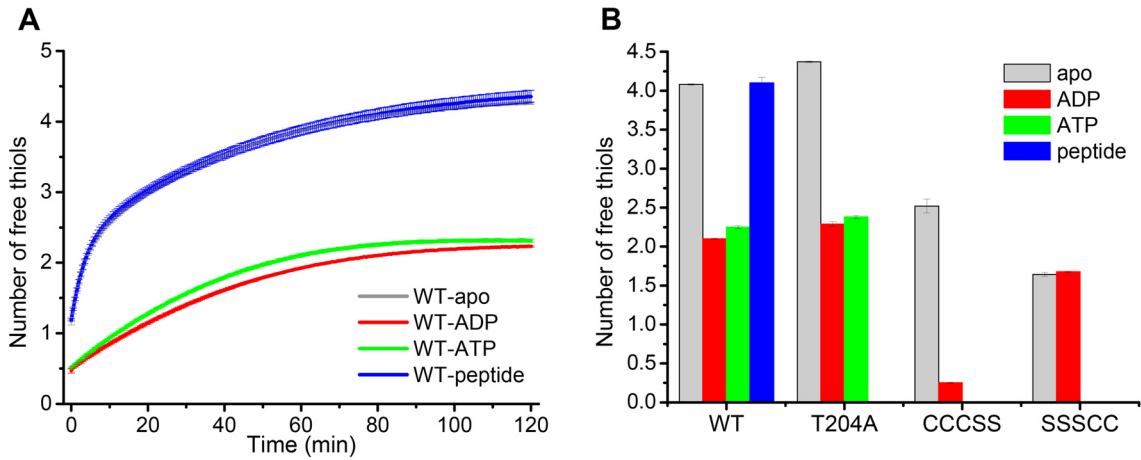 A
Number of free thiols
5
4
3
2
1
0
0 20 40 60 80 100 120
Time (min)
WT-apo
WT-ADP
WT-ATP
WT-peptide
B
Number of free thiols
4.5
4.0
3.5
3.0
2.5
2.0
1.5
1.0
0.5
0.0
WT T204A CCCSS SSSCC
apo
ADP
ATP
peptide